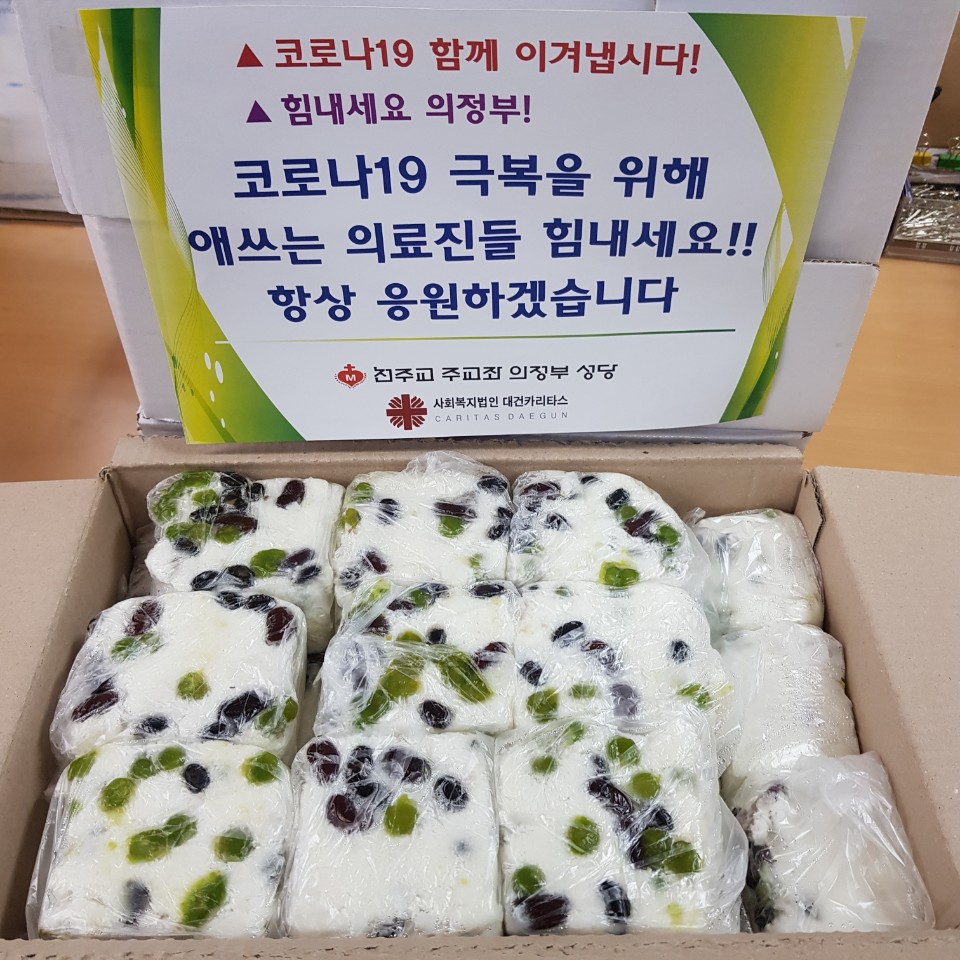 ▲ 코로나19 함께 이겨냅시다!
▲ 힘내세요 의정부!
코로나19 극복을 위해
애쓰는 의료진들 힘내세요!!
항상 응원하겠습니다
M 천주교 주교좌 의정부 성당
사회복지법인 대건카리타스
CARITAS DAEGUN